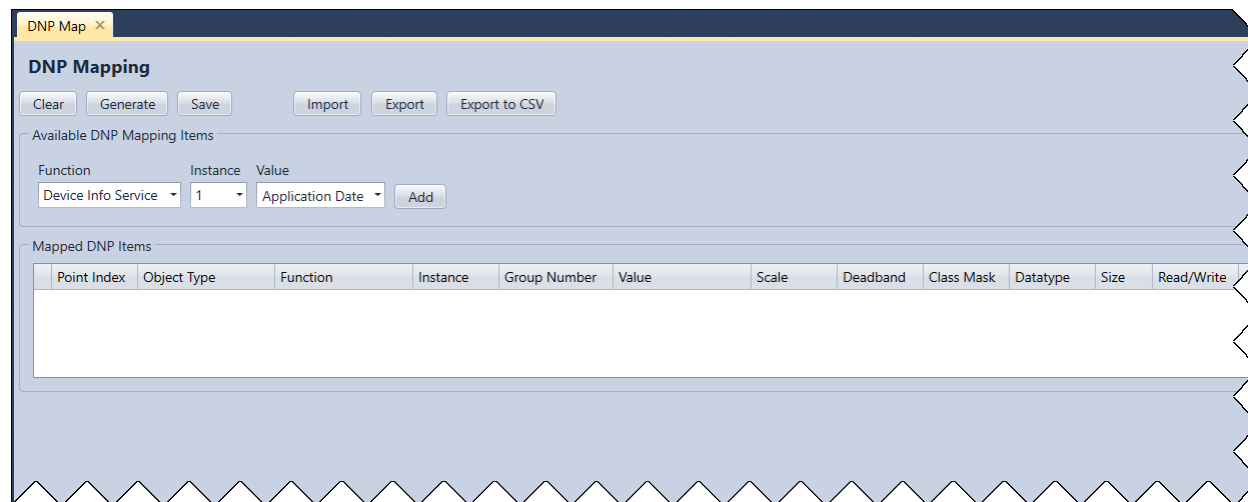 DNP Map ×
DNP Mapping
Clear Generate Save Import Export Export to CSV
Available DNP Mapping Items
Function Instance Value
Device Info Service 1 Application Date Add
Mapped DNP Items
Point Index Object Type Function Instance Group Number Value Scale Deadband Class Mask Datatype Size Read/Write